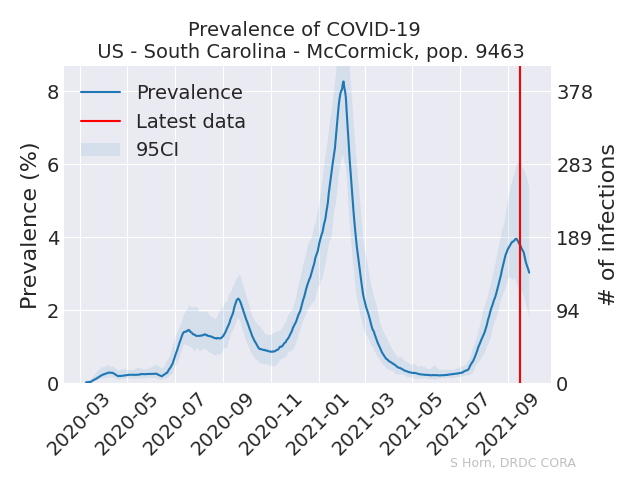 Prevalence of COVID-19
US - South Carolina - McCormick, pop. 9463
Prevalence
Latest data
95CI
Prevalence (%)
8
6
4
2
0
378
283
189
94
0
# of infections
2020-03
2020-05
2020-07
2020-09
2020-11
2021-01
2021-03
2021-05
2021-07
2021-09
S Horn, DRDC CORA